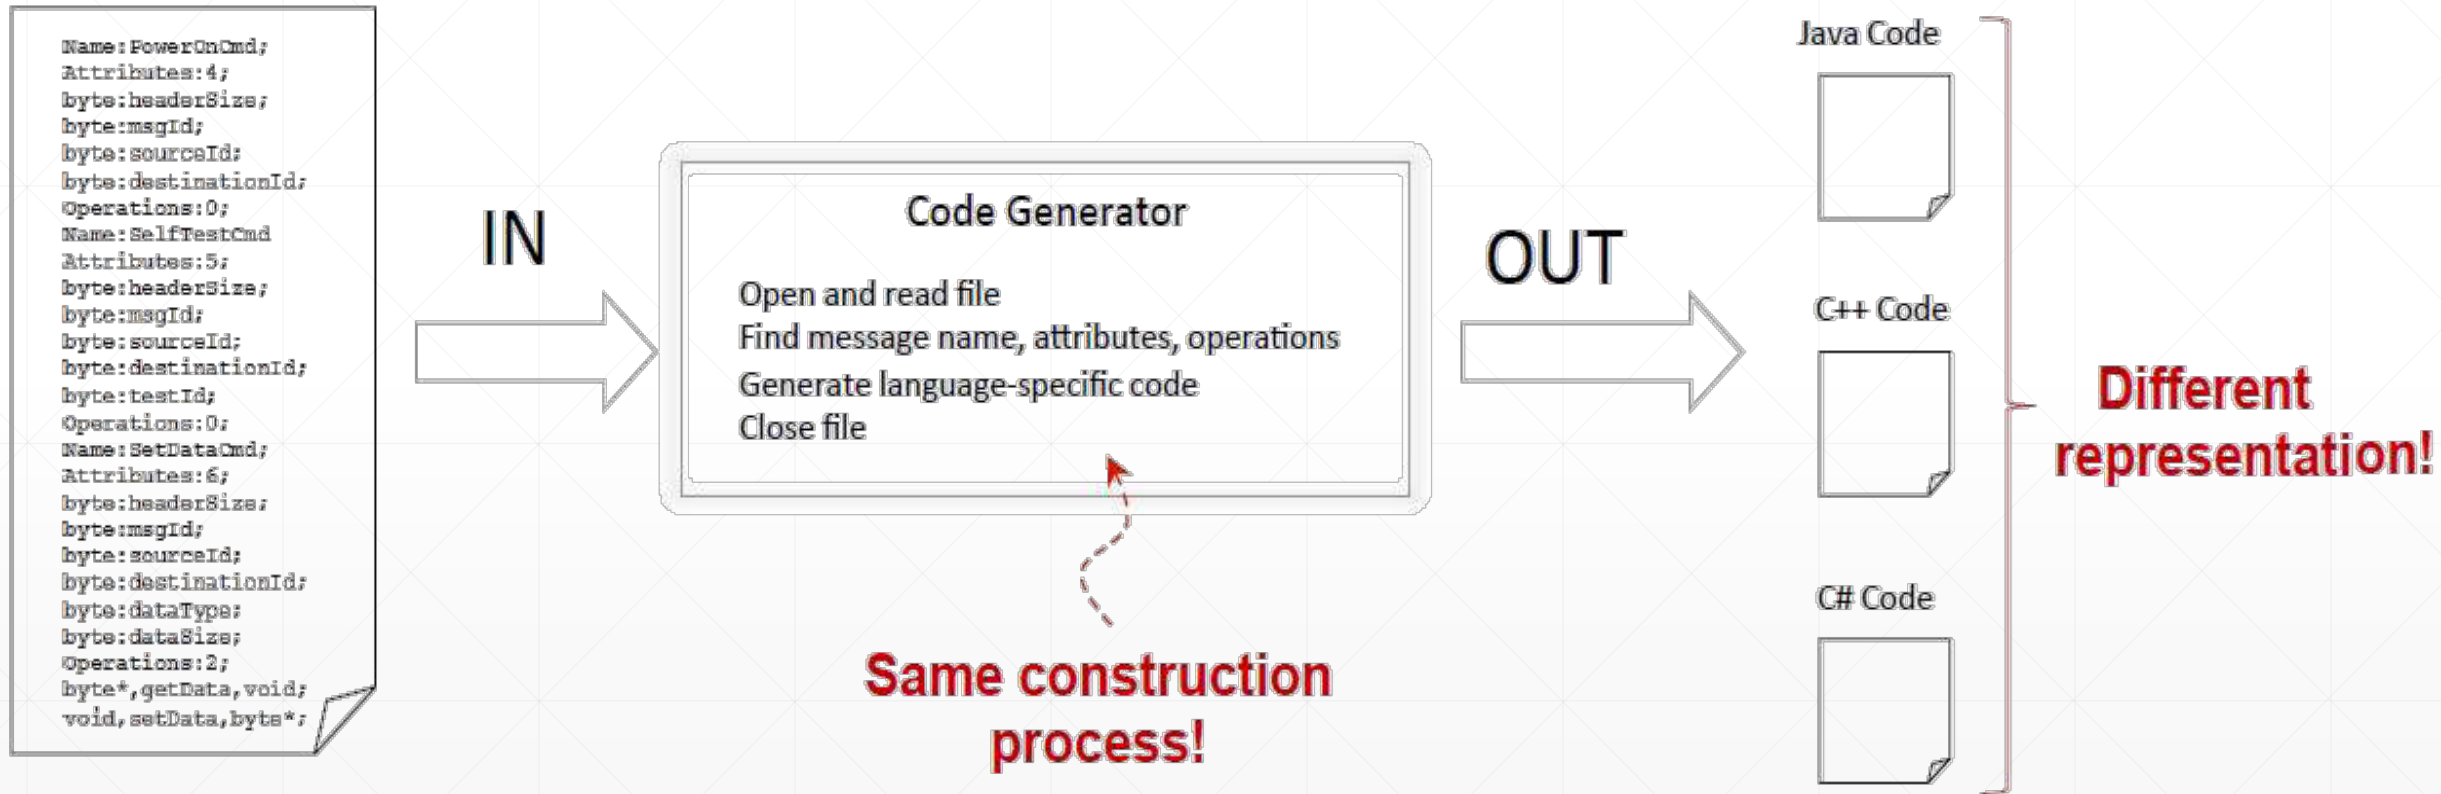 Name:PowerOnCmd;
Attributes:4;
byte:headerSize;
byte:msgId;
byte:sourceId;
byte:destinationId;
Operations:0;
Name:SelfTestCmd
Attributes:5;
byte:headerSize;
byte:msgId;
byte:sourceId;
byte:destinationId;
byte:testId;
Operations:0;
Name:SetDataCmd;
Attributes:6;
byte:headerSize;
byte:msgId;
byte:sourceId;
byte:destinationId;
byte:dataType;
byte:dataSize;
Operations:2;
byte*,getData,void;
void,setData,byte*;
IN
Code Generator
Open and read file
Find message name, attributes, operations
Generate language-specific code
Close file
Same construction
process!
OUT
Java Code
C++ Code
C# Code
Different
representation!